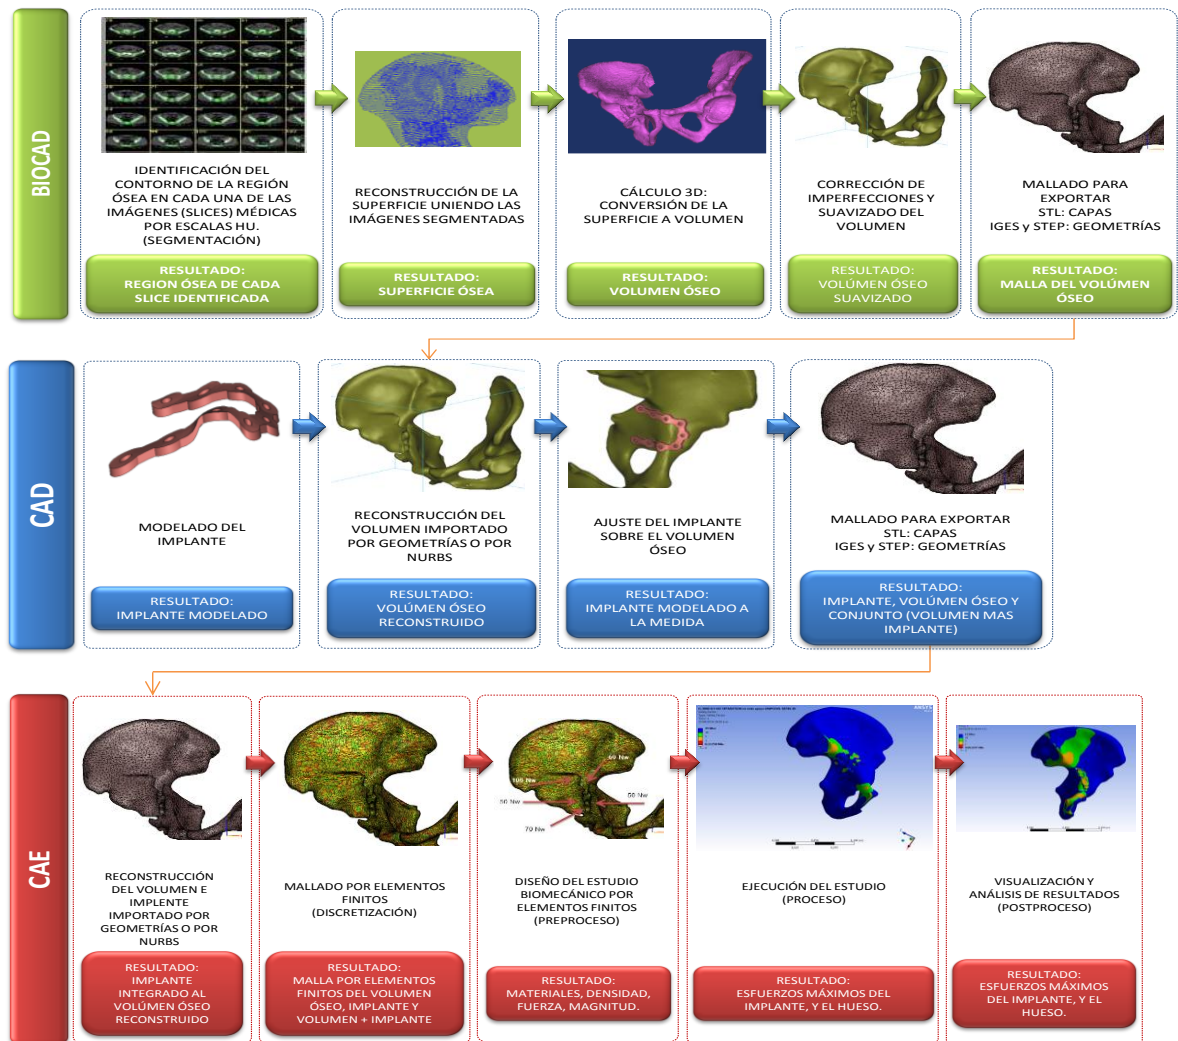 BIOCAD
IDENTIFICACIÓN DEL
CONTORNO DE LA REGIÓN
ÓSEA EN CADA UNA DE LAS
IMÁGENES (SLICES) MÉDICAS
POR ESCALAS HU.
(SEGMENTACIÓN)
RESULTADO:
REGION ÓSEA DE CADA
SLICE IDENTIFICADA
RECONSTRUCCIÓN DE LA
SUPERFICIE UNIENDO LAS
IMÁGENES SEGMENTADAS
RESULTADO:
SUPERFICIE ÓSEA
CÁLCULO 3D:
CONVERSIÓN DE LA
SUPERFICIE A VOLUMEN
RESULTADO:
VOLUMEN ÓSEO
CORRECCIÓN DE
IMPERFECCIONES Y
SUAVIZADO DEL
VOLUMEN
RESULTADO:
VOLÚMEN ÓSEO
SUAVIZADO
MALLADO PARA
EXPORTAR
STL: CAPAS
IGES y STEP: GEOMETRÍAS
RESULTADO:
MALLA DEL VOLÚMEN
ÓSEO
CAD
MODELADO DEL
IMPLANTE
RESULTADO:
IMPLANTE MODELADO
RECONSTRUCCIÓN DEL
VOLUMEN IMPORTADO
POR GEOMETRÍAS O POR
NURBS
RESULTADO:
VOLÚMEN ÓSEO
RECONSTRUIDO
AJUSTE DEL IMPLANTE
SOBRE EL VOLUMEN
ÓSEO
RESULTADO:
IMPLANTE MODELADO A
LA MEDIDA
MALLADO PARA EXPORTAR
STL: CAPAS
IGES y STEP: GEOMETRÍAS
RESULTADO:
IMPLANTE, VOLÚMEN ÓSEO Y
CONJUNTO (VOLUMEN MAS
IMPLANTE)
CAE
RECONSTRUCCIÓN
DEL VOLUMEN E
IMPLENTE
IMPORTADO POR
GEOMETRÍAS O POR
NURBS
RESULTADO:
IMPLANTE
INTEGRADO AL
VOLÚMEN ÓSEO
RECONSTRUIDO
MALLADO POR ELEMENTOS
FINITOS
(DISCRETIZACIÓN)
RESULTADO:
MALLA POR ELEMENTOS
FINITOS DEL VOLUMEN
ÓSEO, IMPLANTE Y
VOLUMEN + IMPLANTE
60 Nw
100 Nw
50 Nw
50 Nw
70 Nw
DISEÑO DEL ESTUDIO
BIOMECÁNICO POR
ELEMENTOS FINITOS
(PREPROCESO)
RESULTADO:
MATERIALES, DENSIDAD,
FUERZA, MAGNITUD.
EJECUCIÓN DEL ESTUDIO
(PROCESO)
RESULTADO:
ESFUERZOS MÁXIMOS DEL
IMPLANTE, Y EL HUESO.
VISUALIZACIÓN Y
ANÁLISIS DE RESULTADOS
(POSTPROCESO)
RESULTADO:
ESFUERZOS MÁXIMOS
DEL IMPLANTE, Y EL
HUESO.